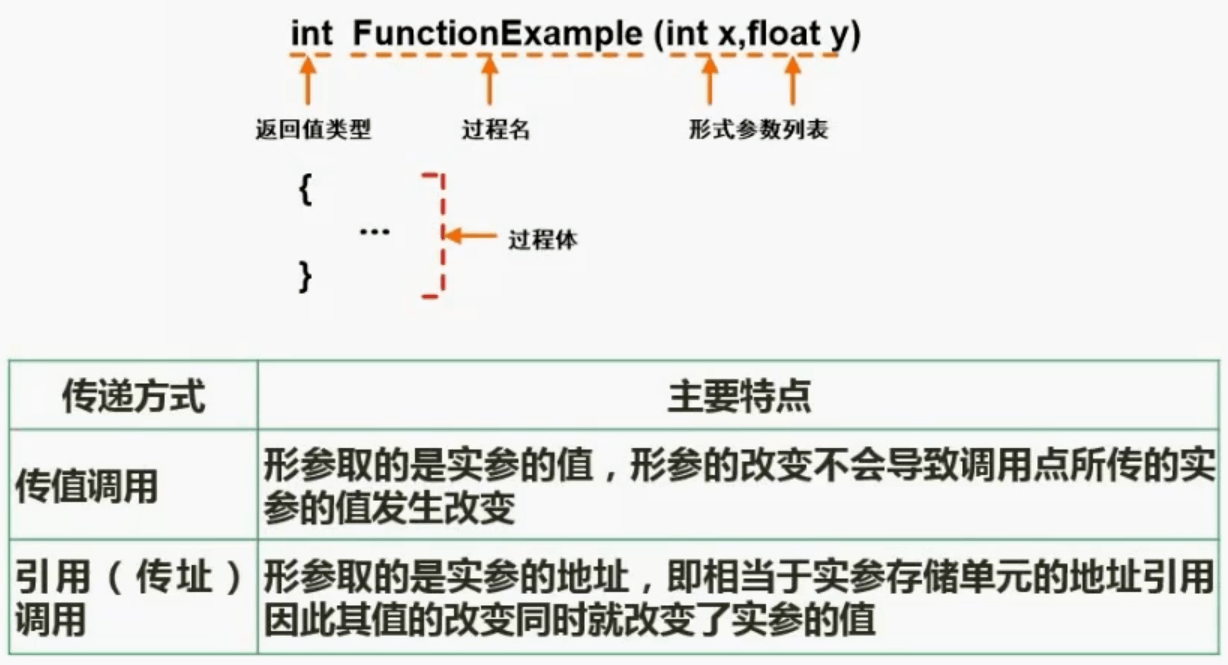 int FunctionExample (int x,float y)
返回值类型 过程名 形式参数列表
{
...
过程体
}
传递方式 主要特点
传值调用 形参取的是实参的值，形参的改变不会导致调用点所传的实
参的值发生改变
引用（传址） 形参取的是实参的地址，即相当于实参存储单元的地址引用
调用 因此其值的改变同时就改变了实参的值